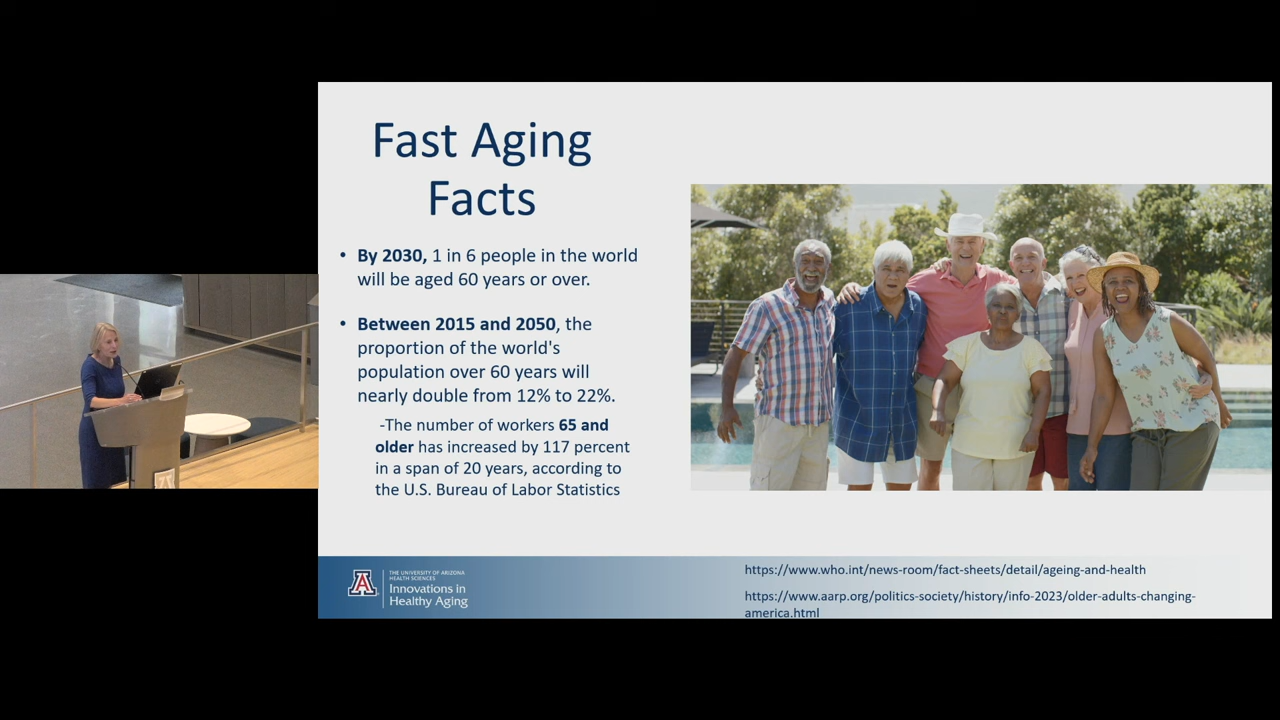 Fast Aging
Facts
• By 2030, 1 in 6 people in the world
will be aged 60 years or over.
• Between 2015 and 2050, the
proportion of the world's
population over 60 years will
nearly double from 12% to 22%.
-The number of workers 65 and
older has increased by 117 percent
in a span of 20 years, according to
the U.S. Bureau of Labor Statistics
A
THE UNIVERSITY OF ARIZONA
HEALTH SCIENCES
Innovations in
Healthy Aging
https://www.who.int/news-room/fact-sheets/detail/ageing-and-health
https://www.aarp.org/politics-society/history/info-2023/older-adults-changing-
america.html
A